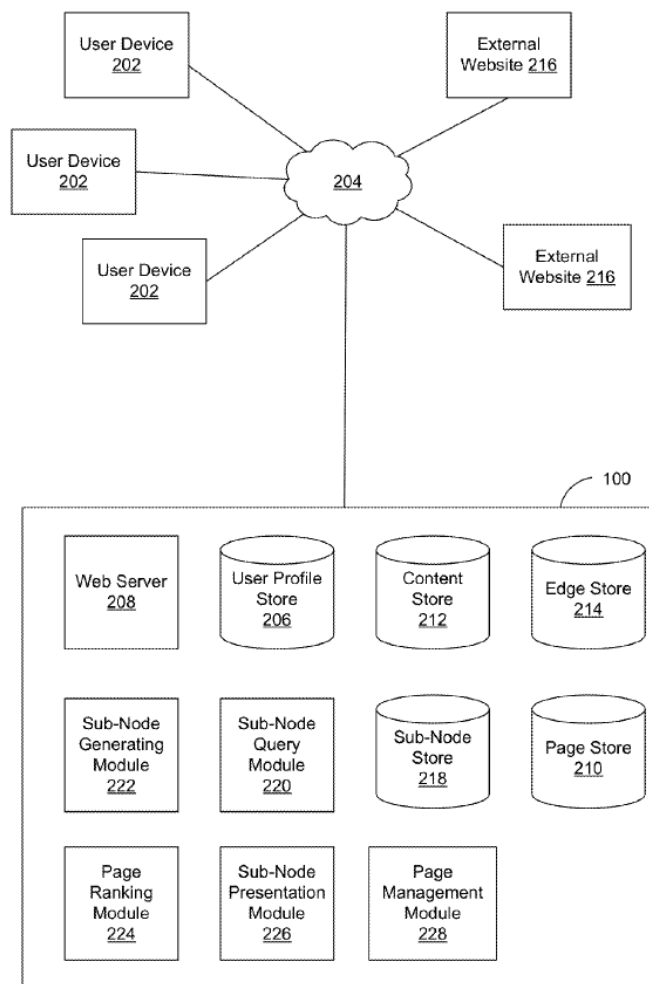 User Device
202
External
Website 216
User Device
202
204
User Device
202
External
Website 216
100
Web Server
208
User Profile
Store
206
Content
Store
212
Edge Store
214
Sub-Node
Generating
Module
222
Sub-Node
Query
Module
220
Sub-Node
Store
218
Page Store
210
Page
Ranking
Module
224
Sub-Node
Presentation
Module
226
Page
Management
Module
228